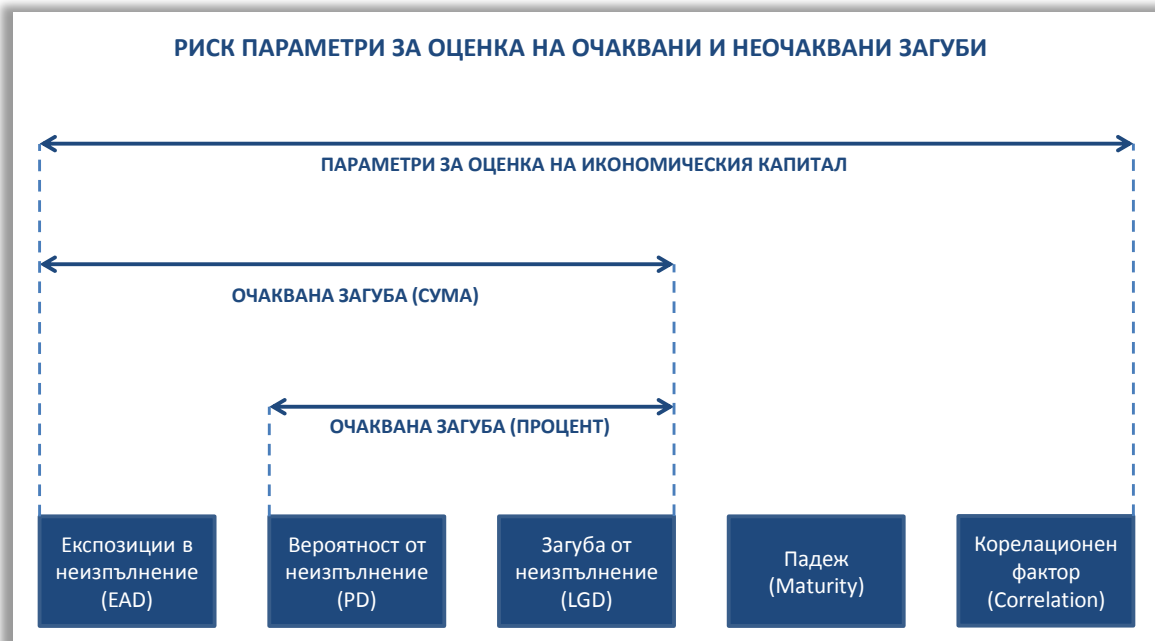 РИСК ПАРАМЕТРИ ЗА ОЦЕНКА НА ОЧАКВАНИ И НЕОЧАКВАНИ ЗАГУБИ
ПАРАМЕТРИ ЗА ОЦЕНКА НА ИКОНОМИЧЕСКИЯ КАПИТАЛ
ОЧАКВАНА ЗАГУБА (СУМА)
ОЧАКВАНА ЗАГУБА (ПРОЦЕНТ)
Експозиции в
неизпълнение
(EAD)
Вероятност от
неизпълнение
(PD)
Загуба от
неизпълнение
(LGD)
Падеж
(Maturity)
Корелационен
фактор
(Correlation)